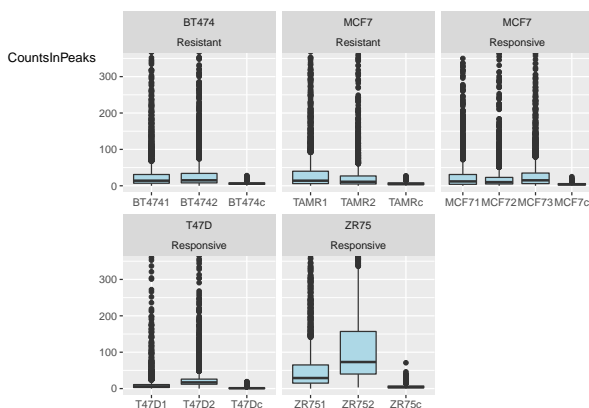 BT474
Resistant
MCF7
Resistant
MCF7
Responsive
CountsInPeaks
300
200
100
0
BT4741 BT4742 BT474c
TAMR1 TAMR2 TAMRc
MCF71 MCF72 MCF73 MCF7c
T47D
Responsive
ZR75
Responsive
300
200
100
0
T47D1 T47D2 T47Dc
ZR751 ZR752 ZR75c